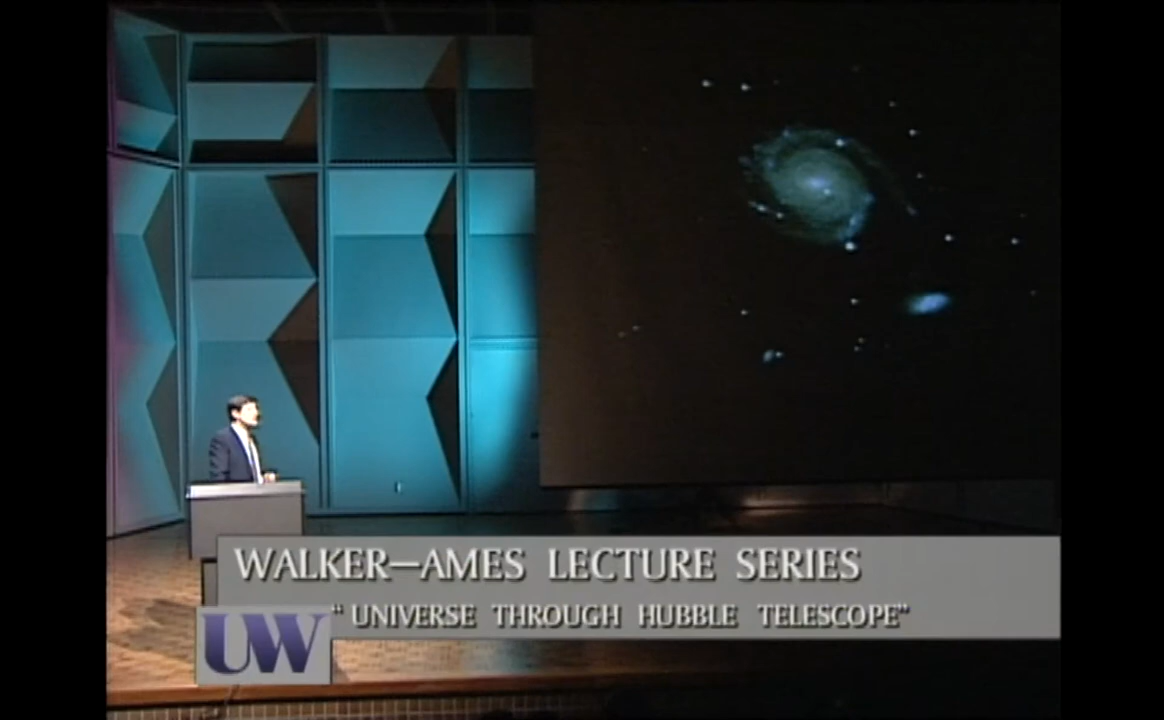 WALKER—AMES LECTURE SERIES
"UNIVERSE THROUGH HUBBLE TELESCOPE"
UW